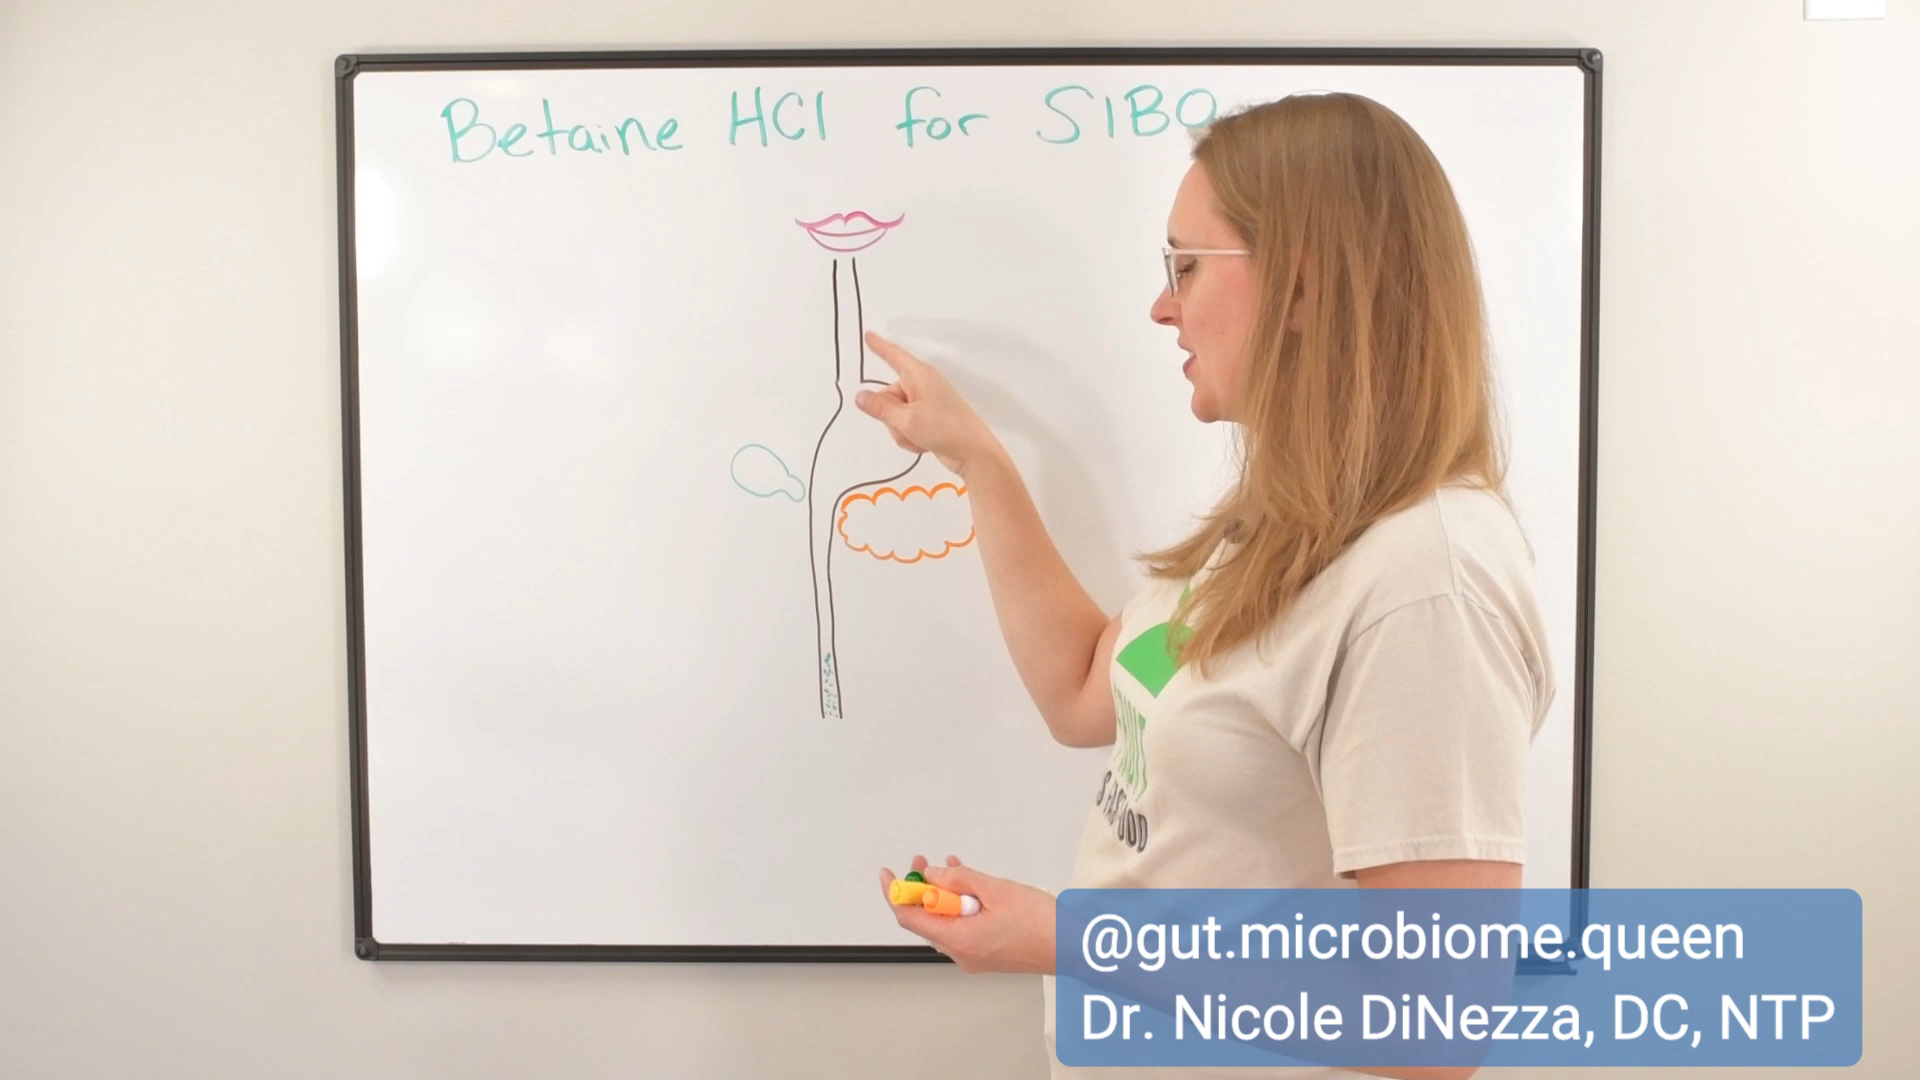 Betaine HCl for SIBO
@gut.microbiome.queen
Dr. Nicole DiNezza, DC, NTP